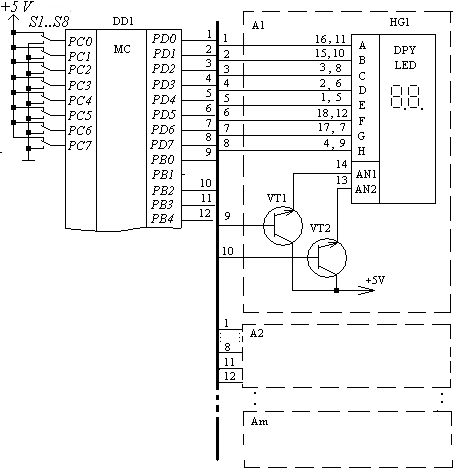 +5 V
S1...S8
DD1
MC
PC0
PC1
PC2
PC3
PC4
PC5
PC6
PC7
PD0
PD1
PD2
PD3
PD4
PD5
PD6
PD7
PB0
PB1
PB2
PB3
PB4
1
2
3
4
5
6
7
8
9
10
11
12
A1
HG1
1
2
3
4
5
6
7
8
16, 11
15, 10
3, 8
2, 6
1, 5
18, 12
17, 7
4, 9
14
13
A
B
C
D
E
F
G
H
AN1
AN2
DPY
LED
VT1
VT2
9
10
+5V
1
8
11
12
A2
Am